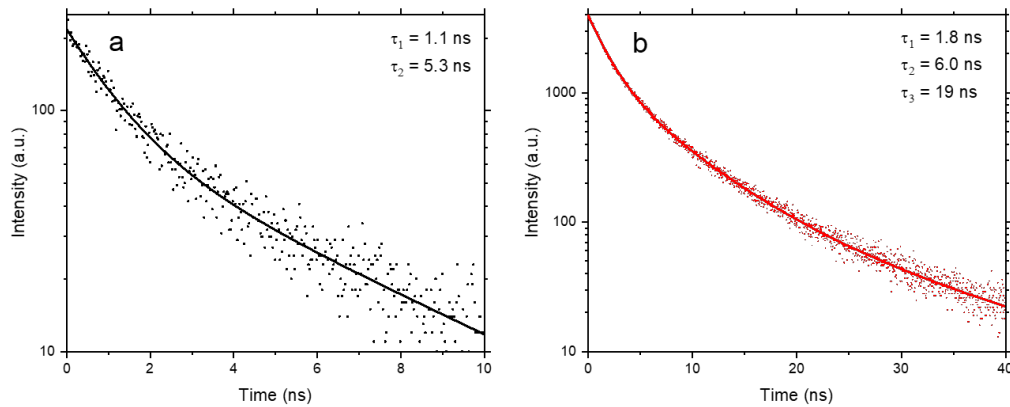 a
τ₁ = 1.1 ns
τ₂ = 5.3 ns
100
10
Intensity (a.u.)
0 2 4 6 8 10
Time (ns)
b
τ₁ = 1.8 ns
τ₂ = 6.0 ns
τ₃ = 19 ns
1000
100
10
Intensity (a.u.)
0 10 20 30 40
Time (ns)